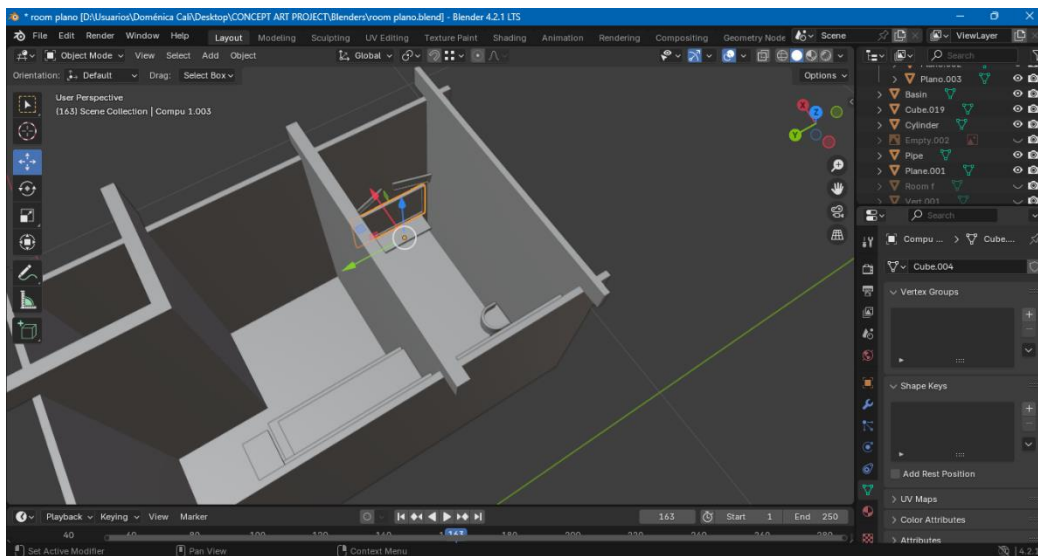 * room plano [D:\Usuarios\Doménica Cali\Desktop\CONCEPT ART PROJECT\Blenders\room plano.blend] - Blender 4.2.1 LTS
File Edit Render Window Help Layout Modeling Sculpting UV Editing Texture Paint Shading Animation Rendering Compositing Geometry Node Scene ViewLayer
Object Mode View Select Add Object Global Search
Orientation: Default Drag: Select Box Options
User Perspective
(163) Scene Collection | Compu 1.003
Plano.003
Basin
Cube.019
Cylinder
Empty.002
Pipe
Plane.001
Room f
Vert.001
X
Y
Z
Search
Compu ... > Cube....
Cube.004
Vertex Groups
Shape Keys
Add Rest Position
UV Maps
Color Attributes
Attributes
Playback Keying View Marker 163 Start 1 End 250
40 60 80 100 120 163 180 200 220 240 260 280
Set Active Modifier Pan View Context Menu 4.2.1